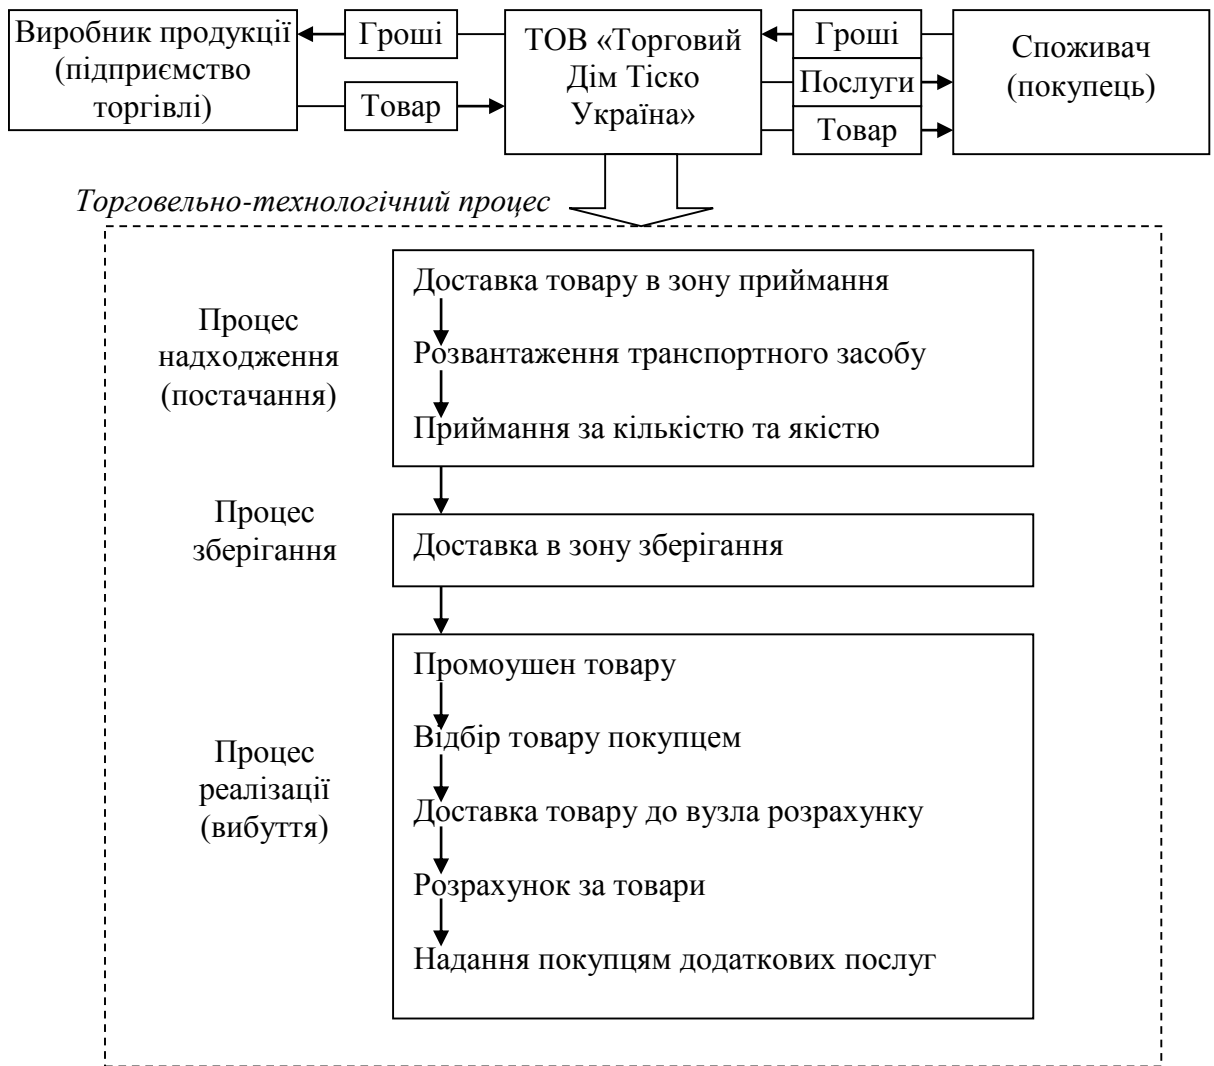 Виробник продукції
(підприємство
торгівлі)
Гроші
Товар
ТОВ «Торговий
Дім Тіско
Україна»
Гроші
Послуги
Товар
Споживач
(покупець)
Торговельно-технологічний процес
Процес
надходження
(постачання)
Доставка товару в зону приймання
Розвантаження транспортного засобу
Приймання за кількістю та якістю
Процес
зберігання
Доставка в зону зберігання
Процес
реалізації
(вибуття)
Промоушен товару
Відбір товару покупцем
Доставка товару до вузла розрахунку
Розрахунок за товари
Надання покупцям додаткових послуг